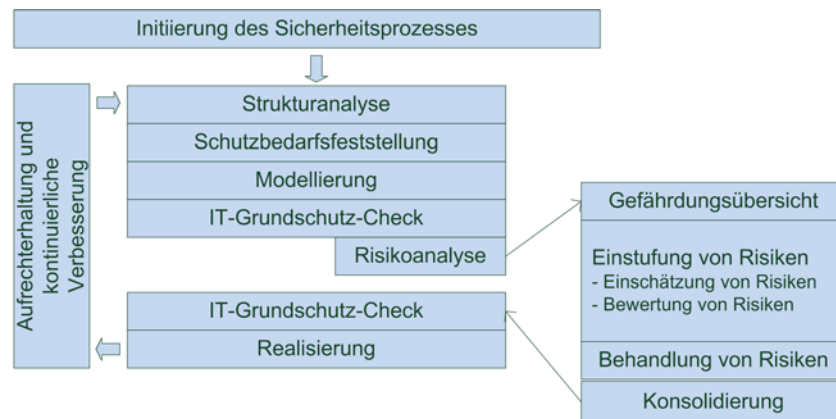 Initiierung des Sicherheitsprozesses
Aufrechterhaltung und
kontinuierliche
Verbesserung
Strukturanalyse
Schutzbedarfsfeststellung
Modellierung
IT-Grundschutz-Check
Risikoanalyse
Gefährdungsübersicht
Einstufung von Risiken
- Einschätzung von Risiken
- Bewertung von Risiken
Behandlung von Risiken
Konsolidierung
IT-Grundschutz-Check
Realisierung